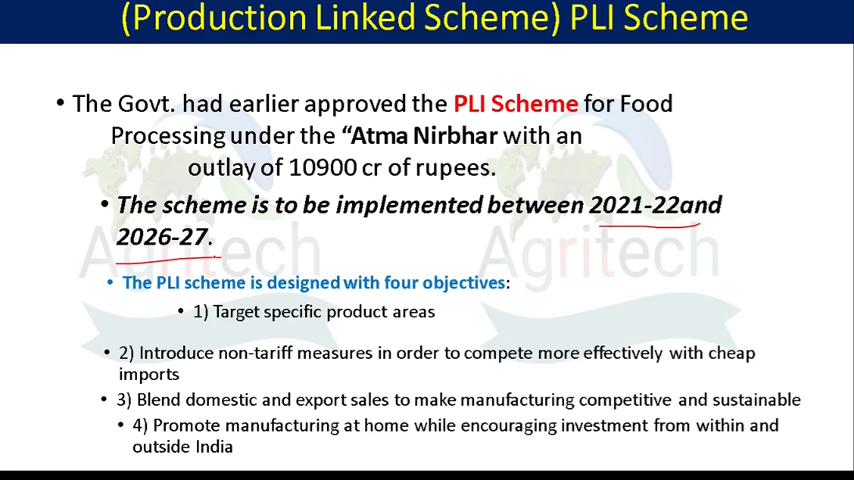 (Production Linked Scheme) PLI Scheme
• The Govt. had earlier approved the PLI Scheme for Food
Processing under the “Atma Nirbhar with an
outlay of 10900 cr of rupees.
• The scheme is to be implemented between 2021-22and
2026-27.
• The PLI scheme is designed with four objectives:
• 1) Target specific product areas
• 2) Introduce non-tariff measures in order to compete more effectively with cheap
imports
• 3) Blend domestic and export sales to make manufacturing competitive and sustainable
• 4) Promote manufacturing at home while encouraging investment from within and
outside India
Agritech Agritech